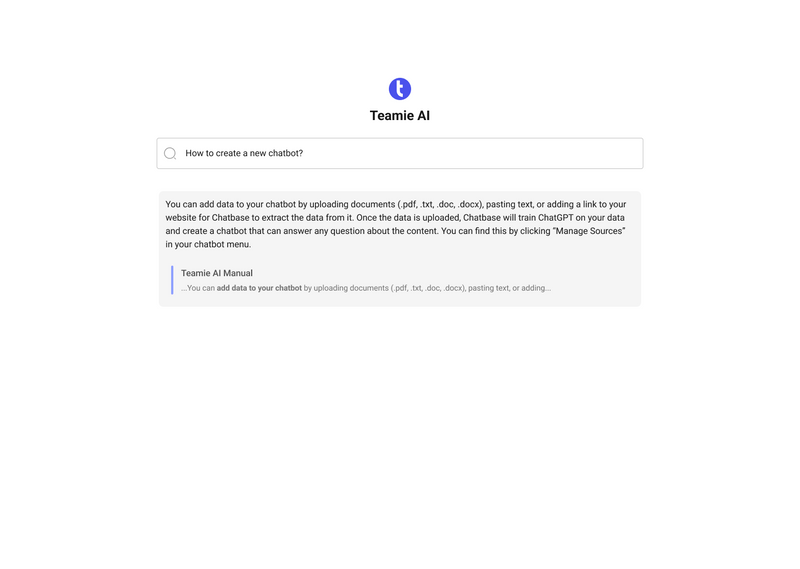 t
Teamie AI
How to create a new chatbot?
You can add data to your chatbot by uploading documents (.pdf, .txt, .doc, .docx), pasting text, or adding a link to your
website for Chatbase to extract the data from it. Once the data is uploaded, Chatbase will train ChatGPT on your data
and create a chatbot that can answer any question about the content. You can find this by clicking “Manage Sources”
in your chatbot menu.
Teamie AI Manual
...You can add data to your chatbot by uploading documents (.pdf, .txt, .doc, .docx), pasting text, or adding...